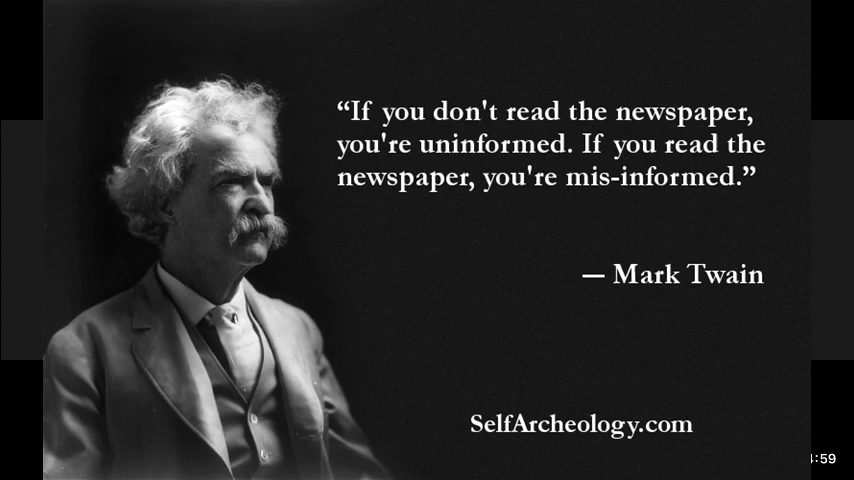 “If you don't read the newspaper,
you're uninformed. If you read the
newspaper, you're mis-informed.”
— Mark Twain
SelfArcheology.com
:59